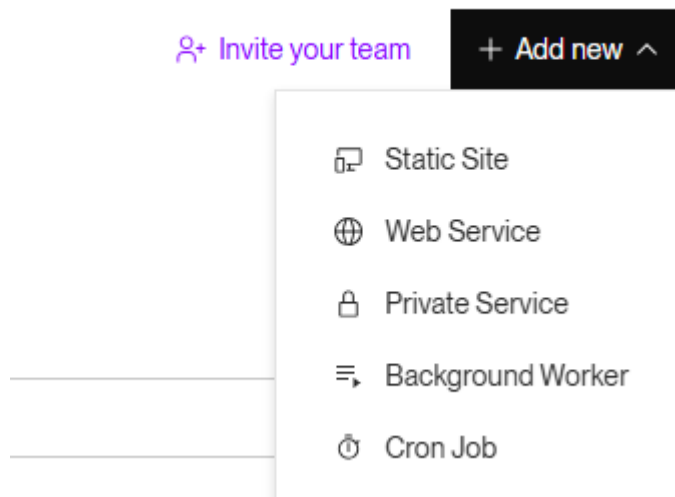 Invite your team
Add new
Static Site
Web Service
Private Service
Background Worker
Cron Job